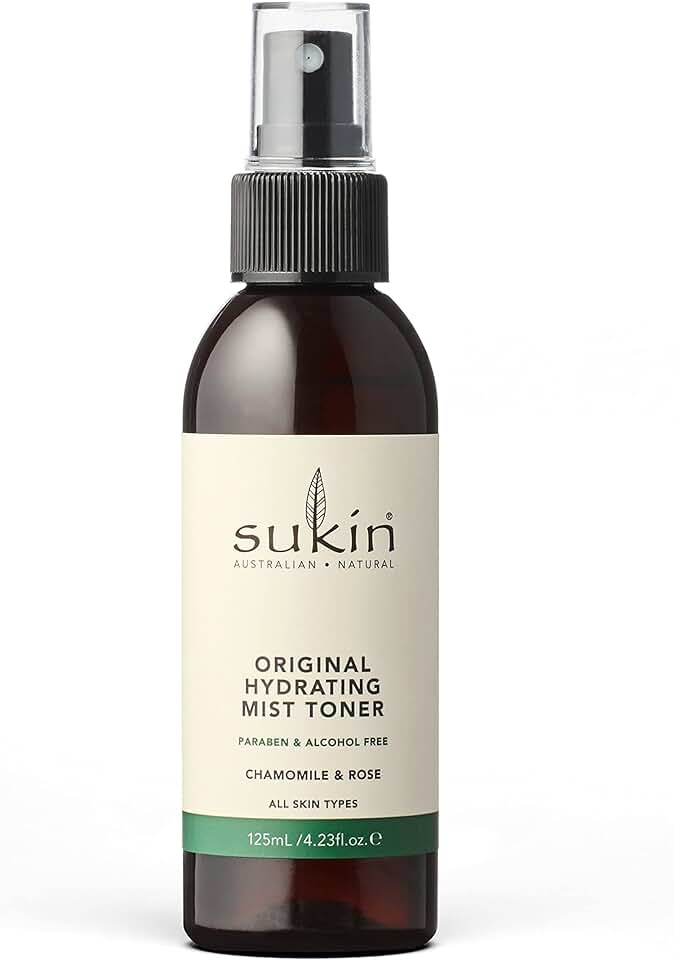 sukin®
AUSTRALIAN • NATURAL
ORIGINAL
HYDRATING
MIST TONER
PARABEN & ALCOHOL FREE
CHAMOMILE & ROSE
ALL SKIN TYPES
125mL /4.23fl.oz.℮